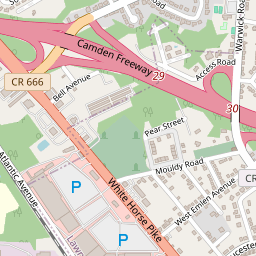 Camden Freeway
29
CR 666
Bell Avenue
Access Road
Warwick Road
30
Pear Street
Mouldy Road
CR
White Horse Pike
Atlantic Avenue
P
P
P
West Emlen Avenue
Lawn